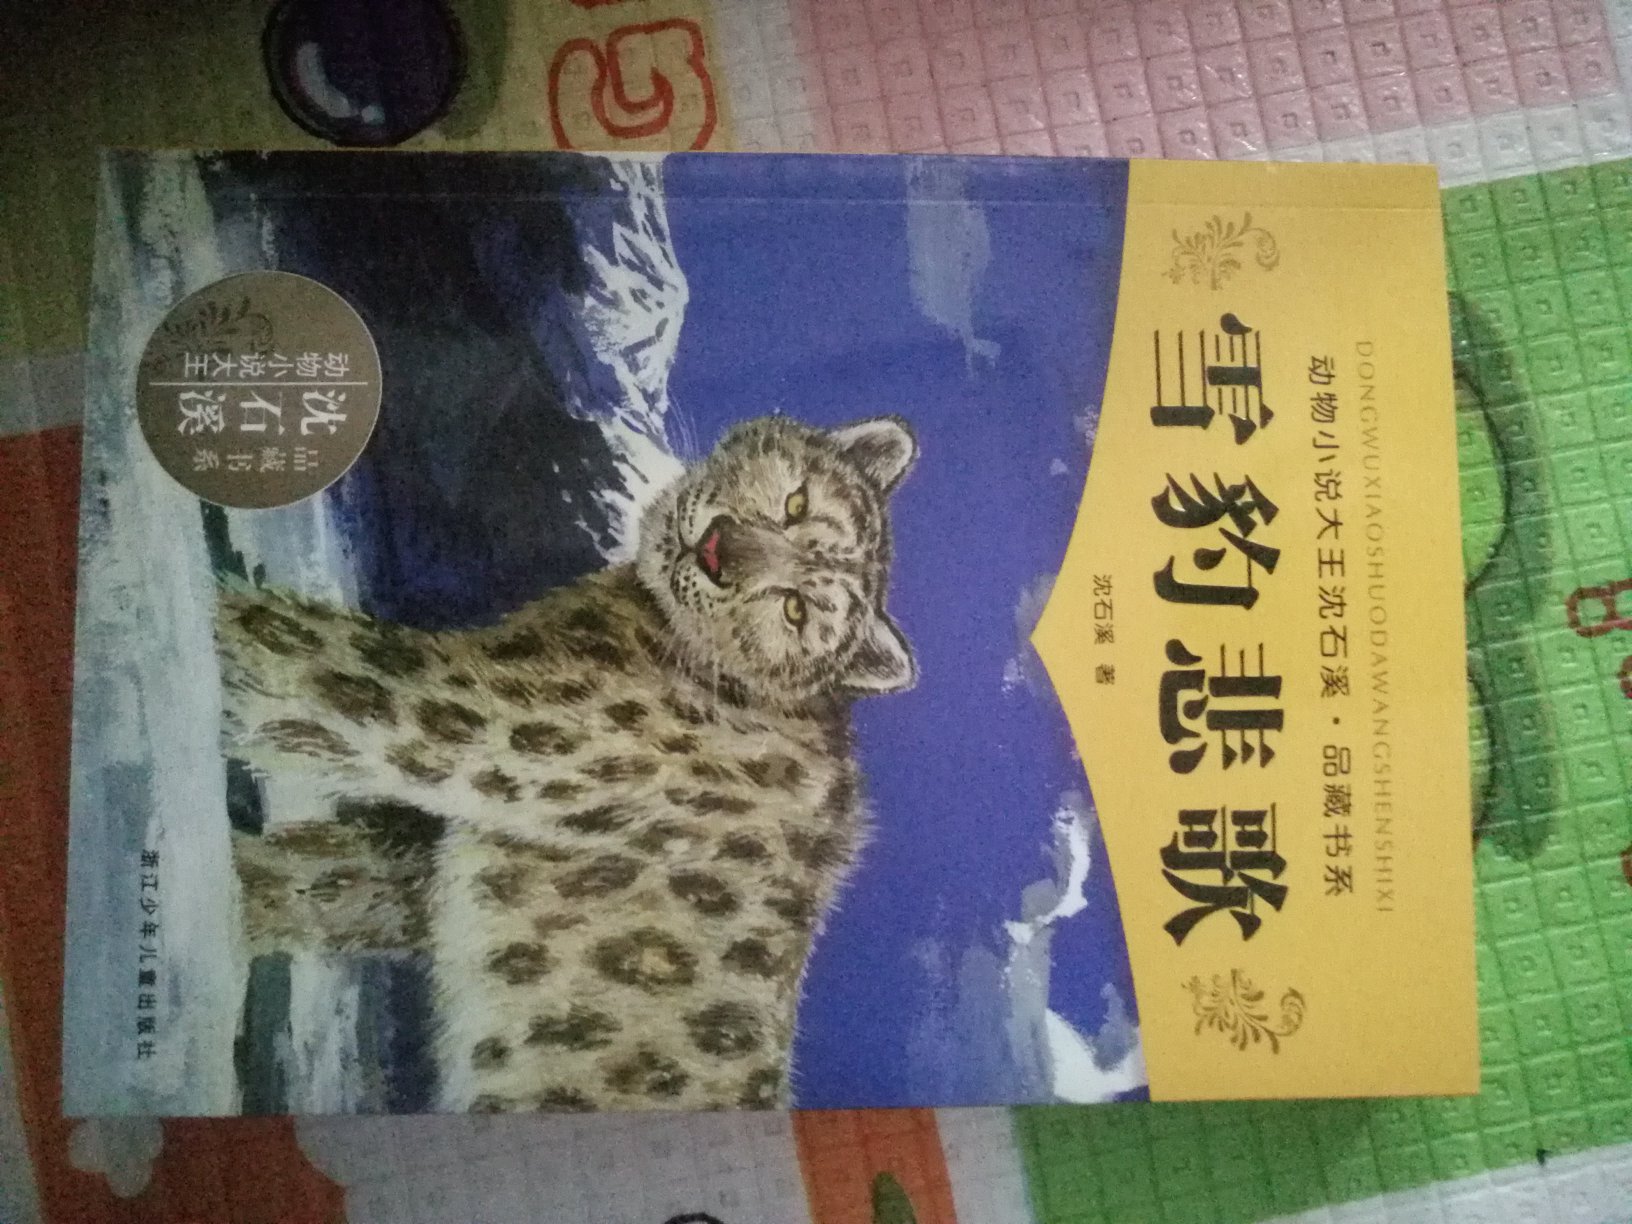 DONGWUXIAOSHUODAWANGSHENSHIXI
动物小说大王沈石溪·品藏书系
雪豹悲歌
沈石溪 著
动物小说大王
沈石溪
品藏书系
浙江少年儿童出版社